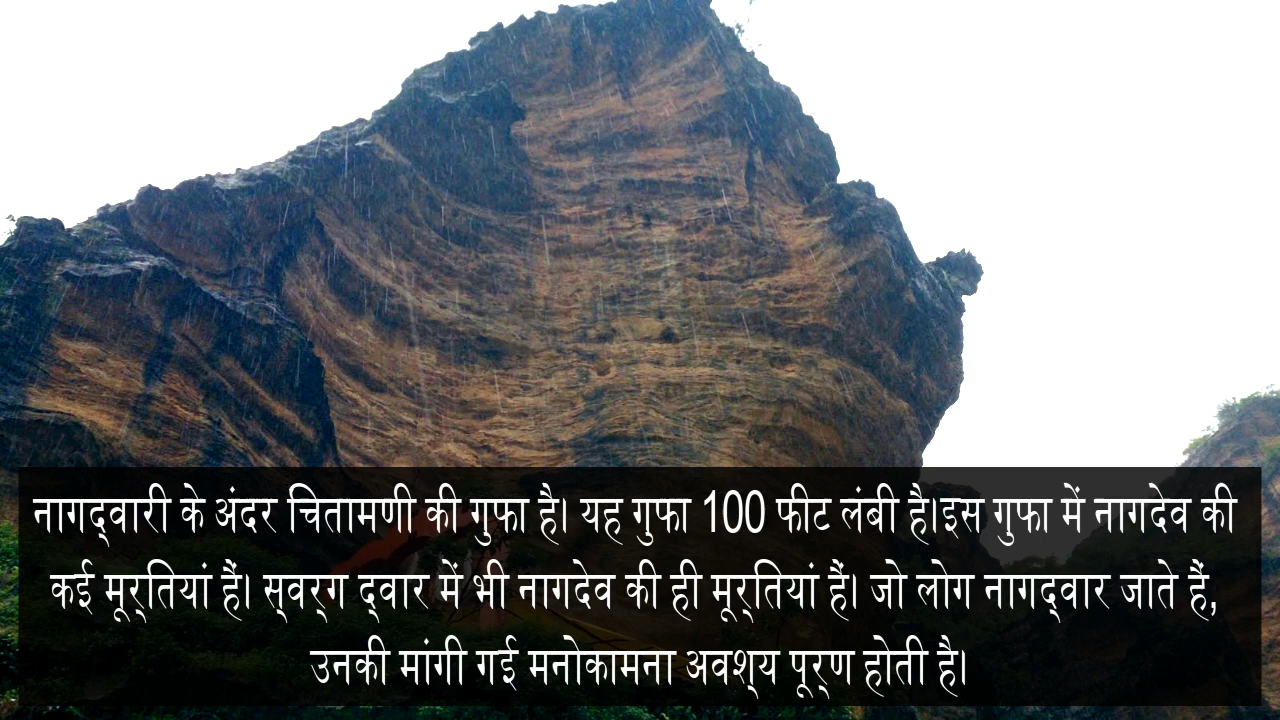 नागद्वारी के अंदर चितामणी की गुफा है। यह गुफा 100 फीट लंबी है।इस गुफा में नागदेव की
कई मूर्तियां हैं। स्वर्ग द्वार में भी नागदेव की ही मूर्तियां हैं। जो लोग नागद्वार जाते हैं,
उनकी मांगी गई मनोकामना अवश्य पूर्ण होती है।